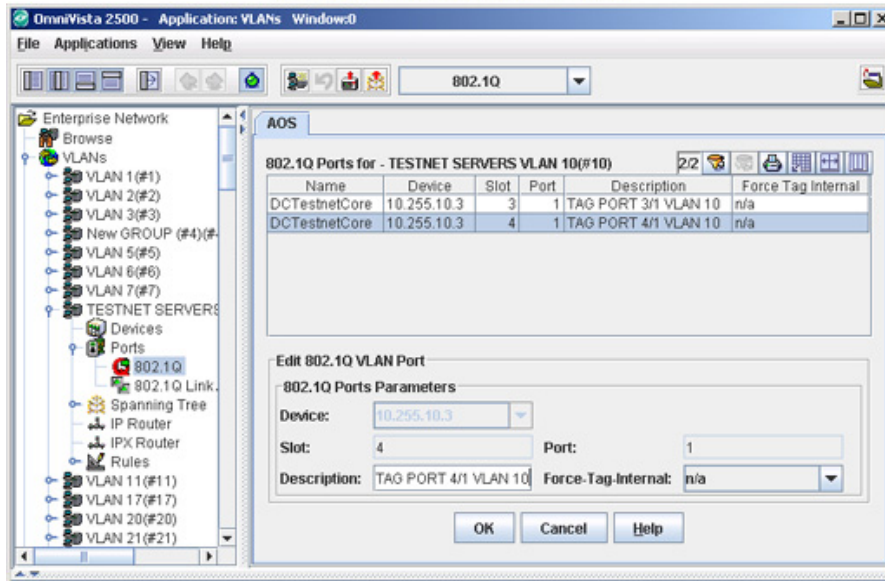 OmniVista 2500 - Application: VLANs Window:0
File Applications View Help
802.1Q
Enterprise Network
Browse
VLANs
VLAN 1(#1)
VLAN 2(#2)
VLAN 3(#3)
New GROUP (#4)(#
VLAN 5(#5)
VLAN 6(#6)
VLAN 7(#7)
TESTNET SERVERS
Devices
Ports
802.1Q
802.1Q Link.
Spanning Tree
IP Router
IPX Router
Rules
VLAN 11(#11)
VLAN 17(#17)
VLAN 20(#20)
VLAN 21(#21)
AOS
802.1Q Ports for - TESTNET SERVERS VLAN 10(#10) 2/2
Name Device Slot Port Description Force Tag Internal
DCTestnetCore 10.255.10.3 3 1 TAG PORT 3/1 VLAN 10 n/a
DCTestnetCore 10.255.10.3 4 1 TAG PORT 4/1 VLAN 10 n/a
Edit 802.1Q VLAN Port
802.1Q Ports Parameters
Device: 10.255.10.3
Slot: 4 Port: 1
Description: TAG PORT 4/1 VLAN 10 Force-Tag-Internal: n/a
OK Cancel Help